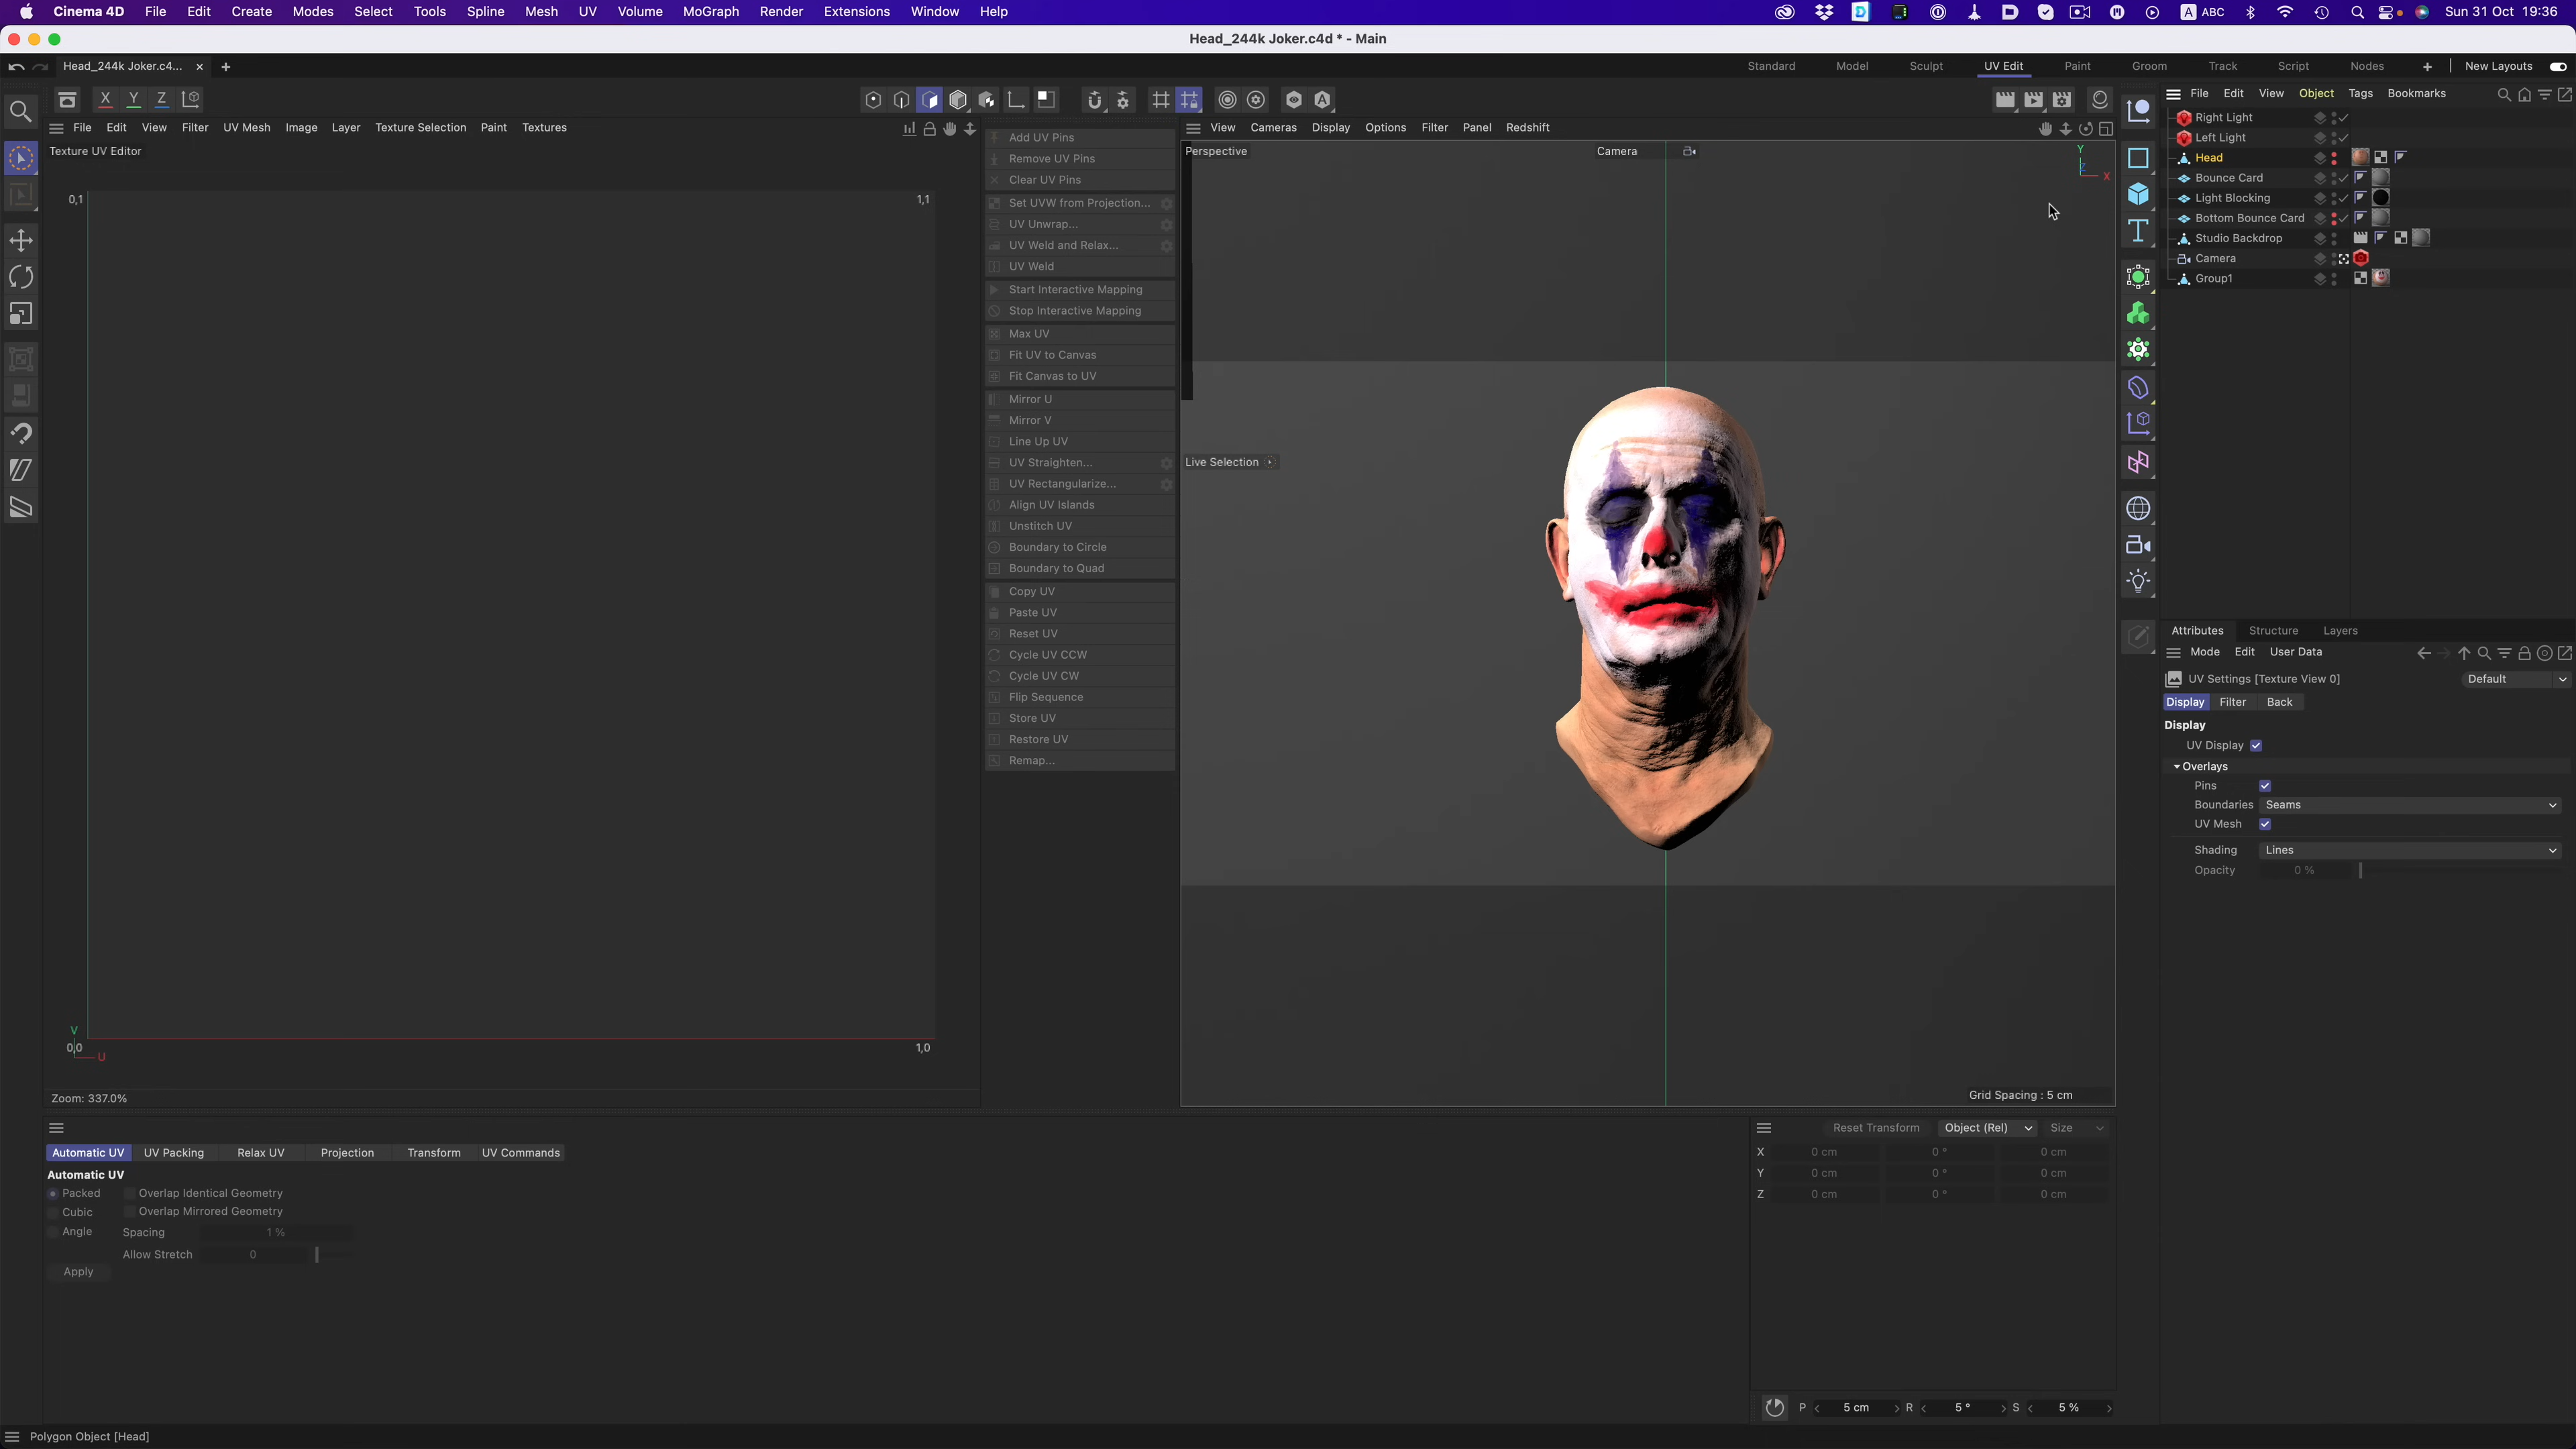 Cinema 4D File Edit Create Modes Select Tools Spline Mesh UV Volume MoGraph Render Extensions Window Help A ABC Sun 31 Oct 19:36
Head_244k Joker.c4d * - Main
Head_244k Joker.c4... × + Standard Model Sculpt UV Edit Paint Groom Track Script Nodes + New Layouts
X Y Z
File Edit View Filter UV Mesh Image Layer Texture Selection Paint Textures
Texture UV Editor
0,1 1,1
V
0,0 U 1,0
Zoom: 337.0%
Add UV Pins
Remove UV Pins
Clear UV Pins
Set UVW from Projection...
UV Unwrap...
UV Weld and Relax...
UV Weld
Start Interactive Mapping
Stop Interactive Mapping
Max UV
Fit UV to Canvas
Fit Canvas to UV
Mirror U
Mirror V
Line Up UV
UV Straighten...
UV Rectangularize...
Align UV Islands
Unstitch UV
Boundary to Circle
Boundary to Quad
Copy UV
Paste UV
Reset UV
Cycle UV CCW
Cycle UV CW
Flip Sequence
Store UV
Restore UV
Remap...
View Cameras Display Options Filter Panel Redshift
Perspective Camera
Y
Z X
Live Selection
Grid Spacing : 5 cm
File Edit View Object Tags Bookmarks
Right Light
Left Light
Head
Bounce Card
Light Blocking
Bottom Bounce Card
Studio Backdrop
Camera
Group1
Attributes Structure Layers
Mode Edit User Data
UV Settings [Texture View 0] Default
Display Filter Back
Display
UV Display
Overlays
Pins
Boundaries Seams
UV Mesh
Shading Lines
Opacity 0 %
Automatic UV UV Packing Relax UV Projection Transform UV Commands
Automatic UV
Packed Overlap Identical Geometry
Cubic Overlap Mirrored Geometry
Angle Spacing 1 %
Allow Stretch 0
Apply
Reset Transform Object (Rel) Size
X 0 cm 0 ° 0 cm
Y 0 cm 0 ° 0 cm
Z 0 cm 0 ° 0 cm
P 5 cm R 5 ° S 5 %
Polygon Object [Head]